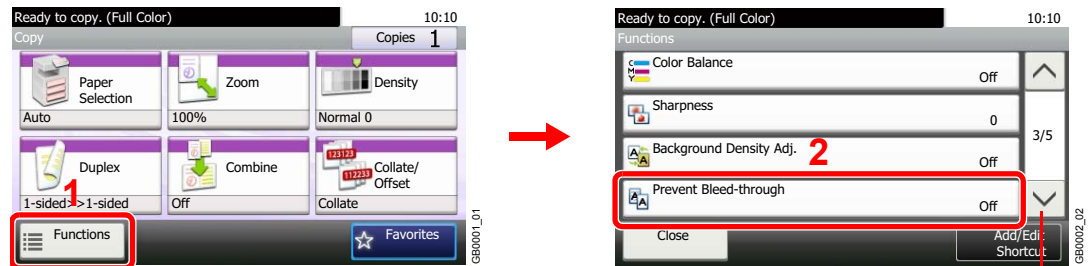 Ready to copy. (Full Color)
10:10
Copy
Copies 1
Paper
Selection
Auto
Zoom
100%
Density
Normal 0
Duplex
1-sided>>1-sided
Combine
Off
123123
112233
Collate/
Offset
Collate
1
Functions
Favorites
GB0001_01
Ready to copy. (Full Color)
10:10
Functions
C
M
Y
Color Balance
Off
Sharpness
0
3/5
A
A
Background Density Adj.
Off
2
A
A
Prevent Bleed-through
Off
Close
Add/Edit
Shortcut
GB0002_02